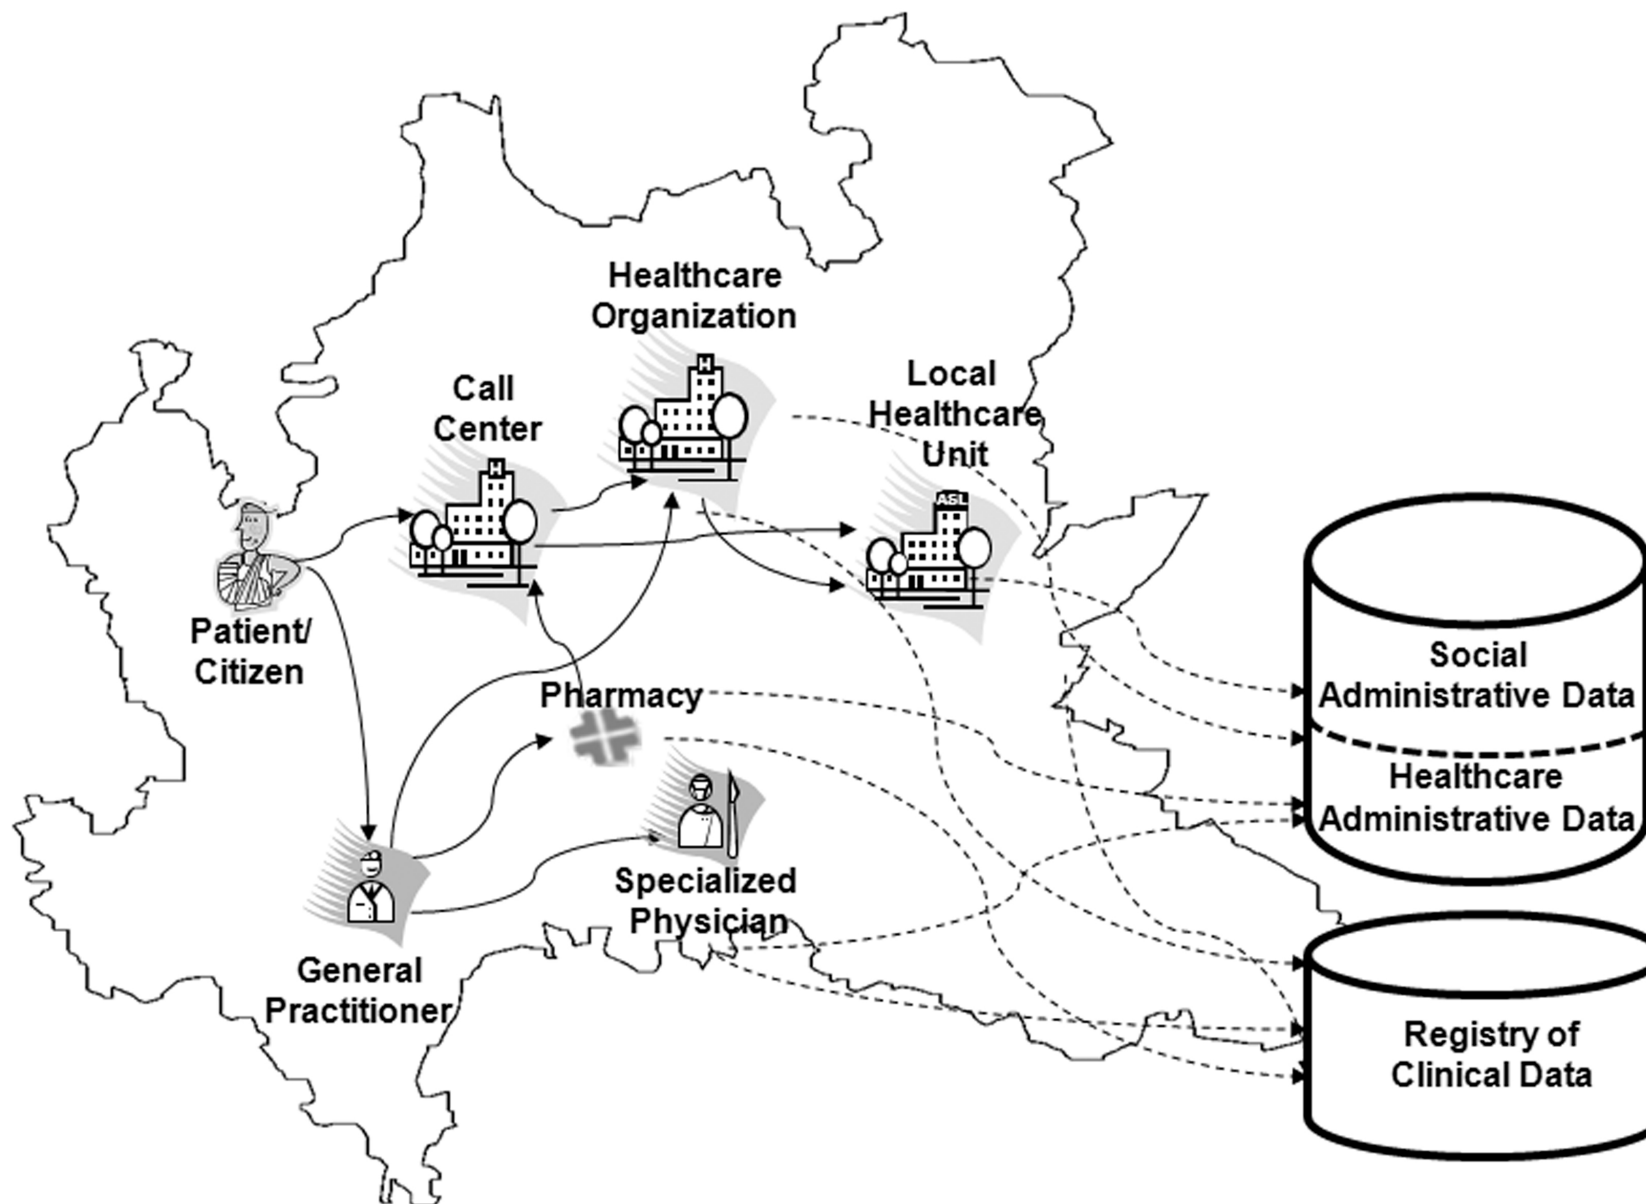 Healthcare
Organization
Call
Center
Local
Healthcare
Unit
H
H
ASL
Patient/
Citizen
Pharmacy
Social
Administrative Data
Healthcare
Administrative Data
Specialized
Physician
General
Practitioner
Registry of
Clinical Data